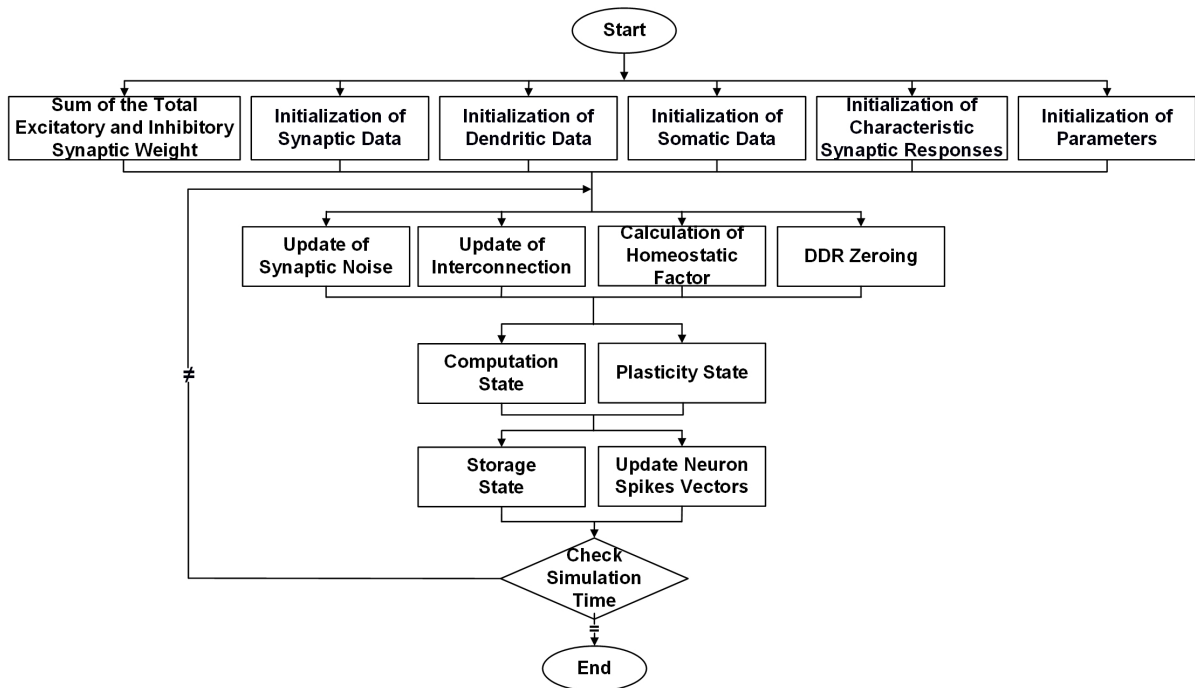 Start
Sum of the Total
Excitatory and Inhibitory
Synaptic Weight
Initialization of
Synaptic Data
Initialization of
Dendritic Data
Initialization of
Somatic Data
Initialization of
Characteristic
Synaptic Responses
Initialization of
Parameters
Update of
Synaptic Noise
Update of
Interconnection
Calculation of
Homeostatic
Factor
DDR Zeroing
Computation
State
Plasticity State
Storage
State
Update Neuron
Spikes Vectors
≠
Check
Simulation
Time
=
End